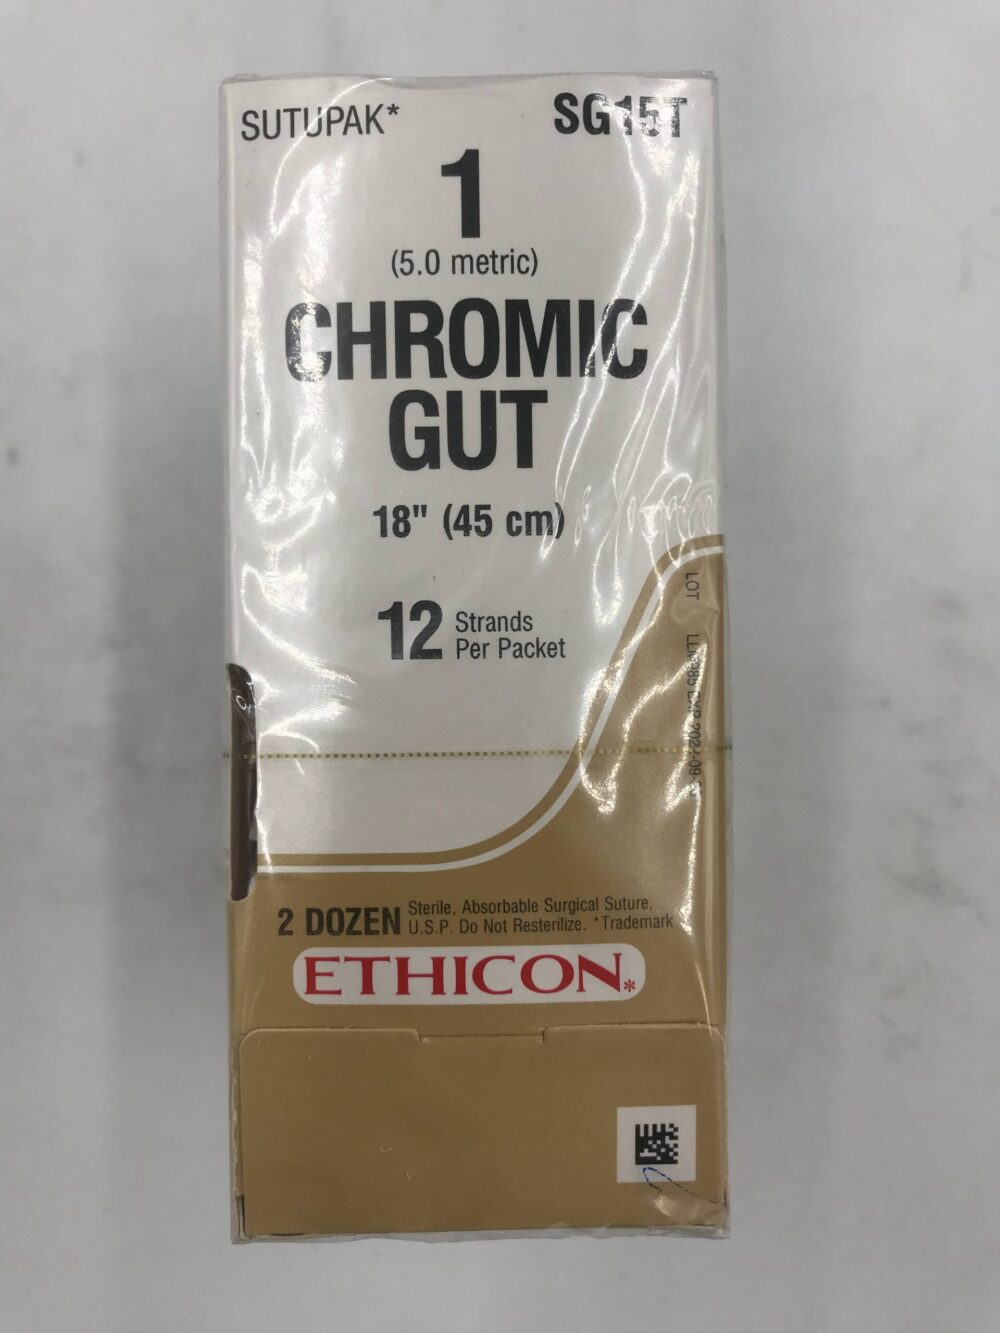 SUTUPAK*
SG15T
1
(5.0 metric)
CHROMIC
GUT
18" (45 cm)
12 Strands
Per Packet
LOT
EXP
2 DOZEN Sterile, Absorbable Surgical Suture,
U.S.P. Do Not Resterilize. *Trademark
ETHICON*